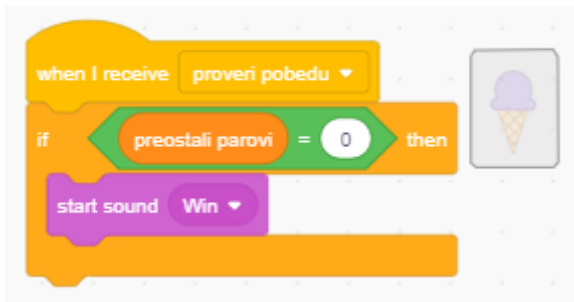 when I receive proveri pobedu
if preostali parovi = 0 then
start sound Win